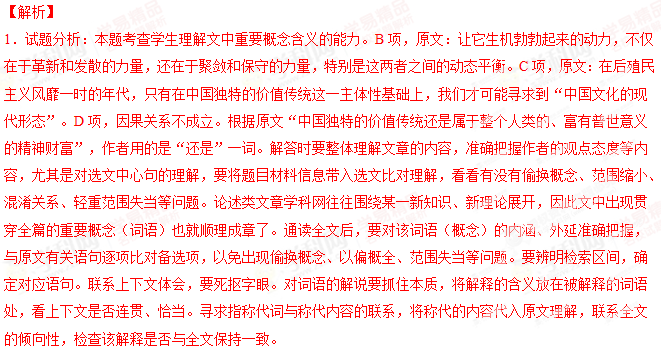 【解析】
1．试题分析：本题考查学生理解文中重要概念含义的能力。B 项，原文：让它生机勃勃起来的动力，不仅
在于革新和发散的力量，还在于聚敛和保守的力量，特别是这两者之间的动态平衡。C 项，原文：在后殖民
主义风靡一时的年代，只有在中国独特的价值传统这一主体性基础上，我们才可能寻求到“中国文化的现
代形态”。D 项，因果关系不成立。根据原文“中国独特的价值传统还是属于整个人类的、富有普世意义
的精神财富”，作者用的是“还是”一词。解答时要整体理解文章的内容，准确把握作者的观点态度等内
容，尤其是对选文中心句的理解，要将题目材料信息带入选文比对理解，看看有没有偷换概念、范围缩小、
混淆关系、轻重范围失当等问题。论述类文章学科网往往围绕某一新知识、新理论展开，因此文中出现贯
穿全篇的重要概念（词语）也就顺理成章了。通读全文后，要对该词语（概念）的内涵、外延准确把握，
与原文有关语句逐项比对备选项，以免出现偷换概念、以偏概全、范围失当等问题。要辨明检索区间，确
定对应语句。联系上下文体会，要死抠字眼。对词语的解说要抓住本质，将解释的含义放在被解释的词语
处，看上下文是否连贯、恰当。寻求指称代词与称代内容的联系，将称代的内容代入原文理解，联系全文
的倾向性，检查该解释是否与全文保持一致。